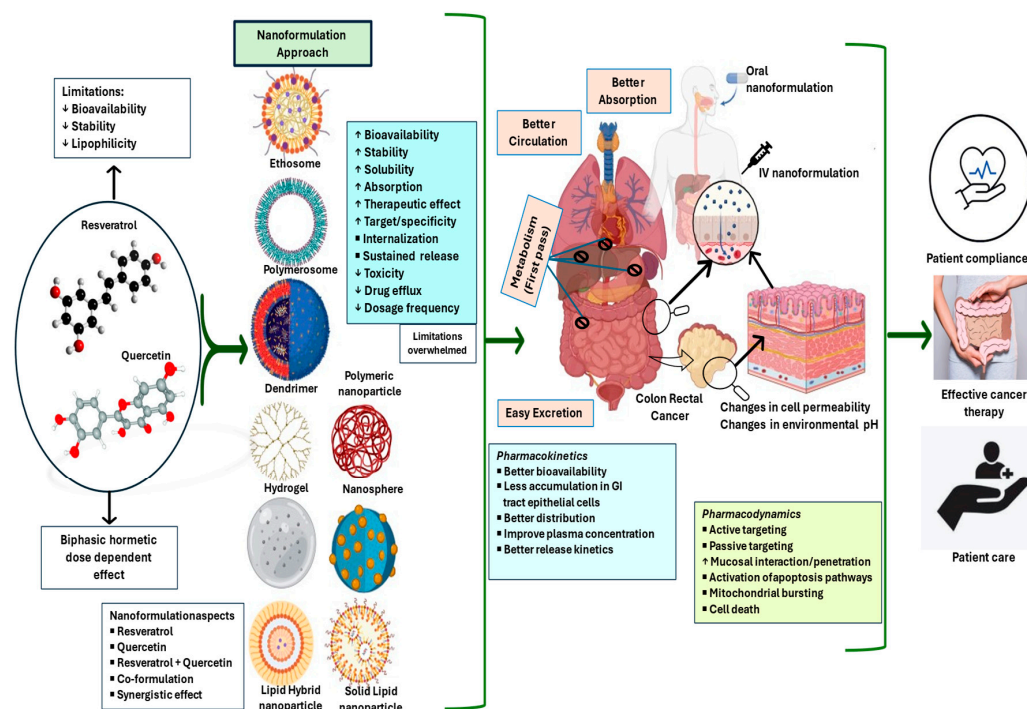 Nanoformulation
Approach
Limitations:
↓ Bioavailability
↓ Stability
↓ Lipophilicity
Resveratrol
Quercetin
Biphasic hormetic
dose dependent
effect
Nanoformulationaspects
▪ Resveratrol
▪ Quercetin
▪ Resveratrol + Quercetin
▪ Co-formulation
▪ Synergistic effect
Ethosome
Polymerosome
Dendrimer
Polymeric
nanoparticle
Hydrogel
Nanosphere
Lipid Hybrid
nanoparticle
Solid Lipid
nanoparticle
↑ Bioavailability
↑ Stability
↑ Solubility
↑ Absorption
↑ Therapeutic effect
↑ Target/specificity
▪ Internalization
▪ Sustained release
↓ Toxicity
↓ Drug efflux
↓ Dosage frequency
Limitations
overwhelmed
Better
Circulation
Better
Absorption
Oral
nanoformulation
IV nanoformulation
Metabolism
(First pass)
Easy Excretion
Colon Rectal
Cancer
Changes in cell permeability
Changes in environmental pH
Pharmacokinetics
▪ Better bioavailability
▪ Less accumulation in GI
tract epithelial cells
▪ Better distribution
▪ Improve plasma concentration
▪ Better release kinetics
Pharmacodynamics
▪ Active targeting
▪ Passive targeting
↑ Mucosal interaction/penetration
▪ Activation ofapoptosis pathways
▪ Mitochondrial bursting
▪ Cell death
Patient compliance
Effective cancer
therapy
Patient care